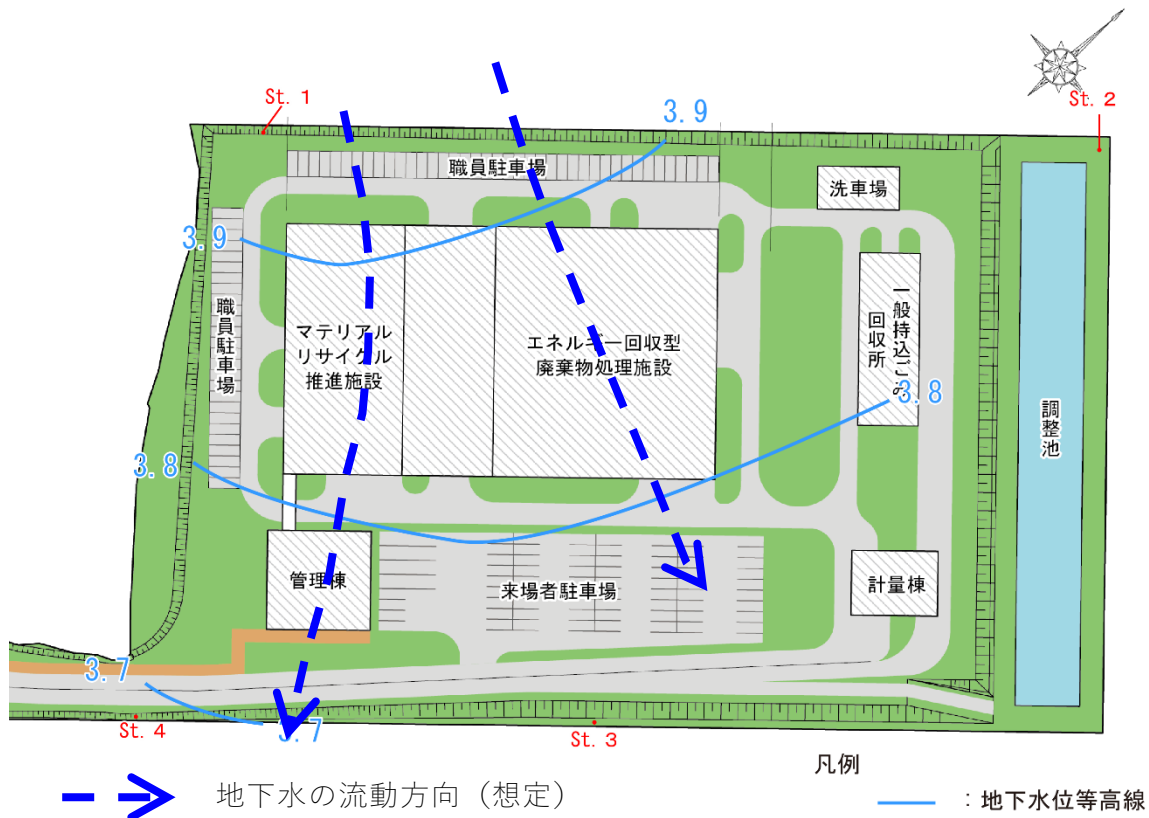 St. 1
St. 2
3.9
職員駐車場
洗車場
3.9
職員駐車場
マテリアル
リサイクル
推進施設
エネルギー回収型
廃棄物処理施設
一般持込ごみ
回収所
3.8
調整池
3.8
管理棟
来場者駐車場
計量棟
3.7
St. 4
3.7
St. 3
凡例
地下水の流動方向（想定）
：地下水位等高線